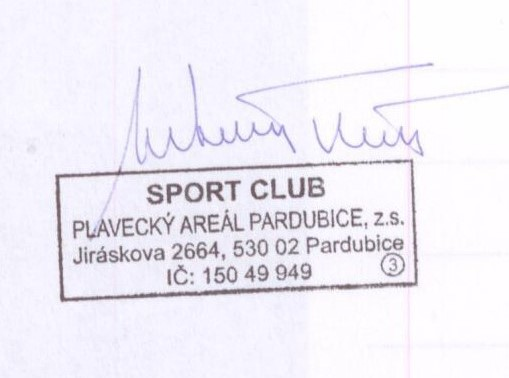 SPORT CLUB
PLAVECKÝ AREÁL PARDUBICE, z.s.
Jiráskova 2664, 530 02 Pardubice
IČ: 150 49 949
3